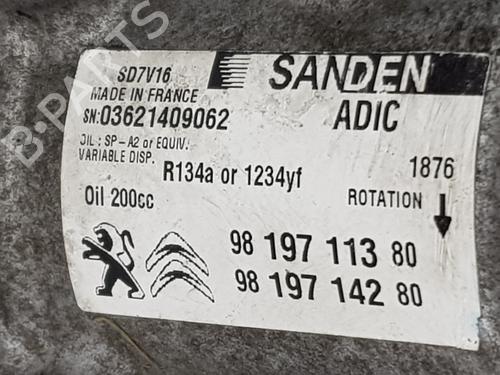 SD7V16
SANDEN
MADE IN FRANCE
SN:03621409062
ADIC
OIL : SP-A2 or EQUIV.
VARIABLE DISP.
R134a or 1234yf
1876
Oil 200cc
ROTATION
98 197 113 80
98 197 142 80
B-PARTS